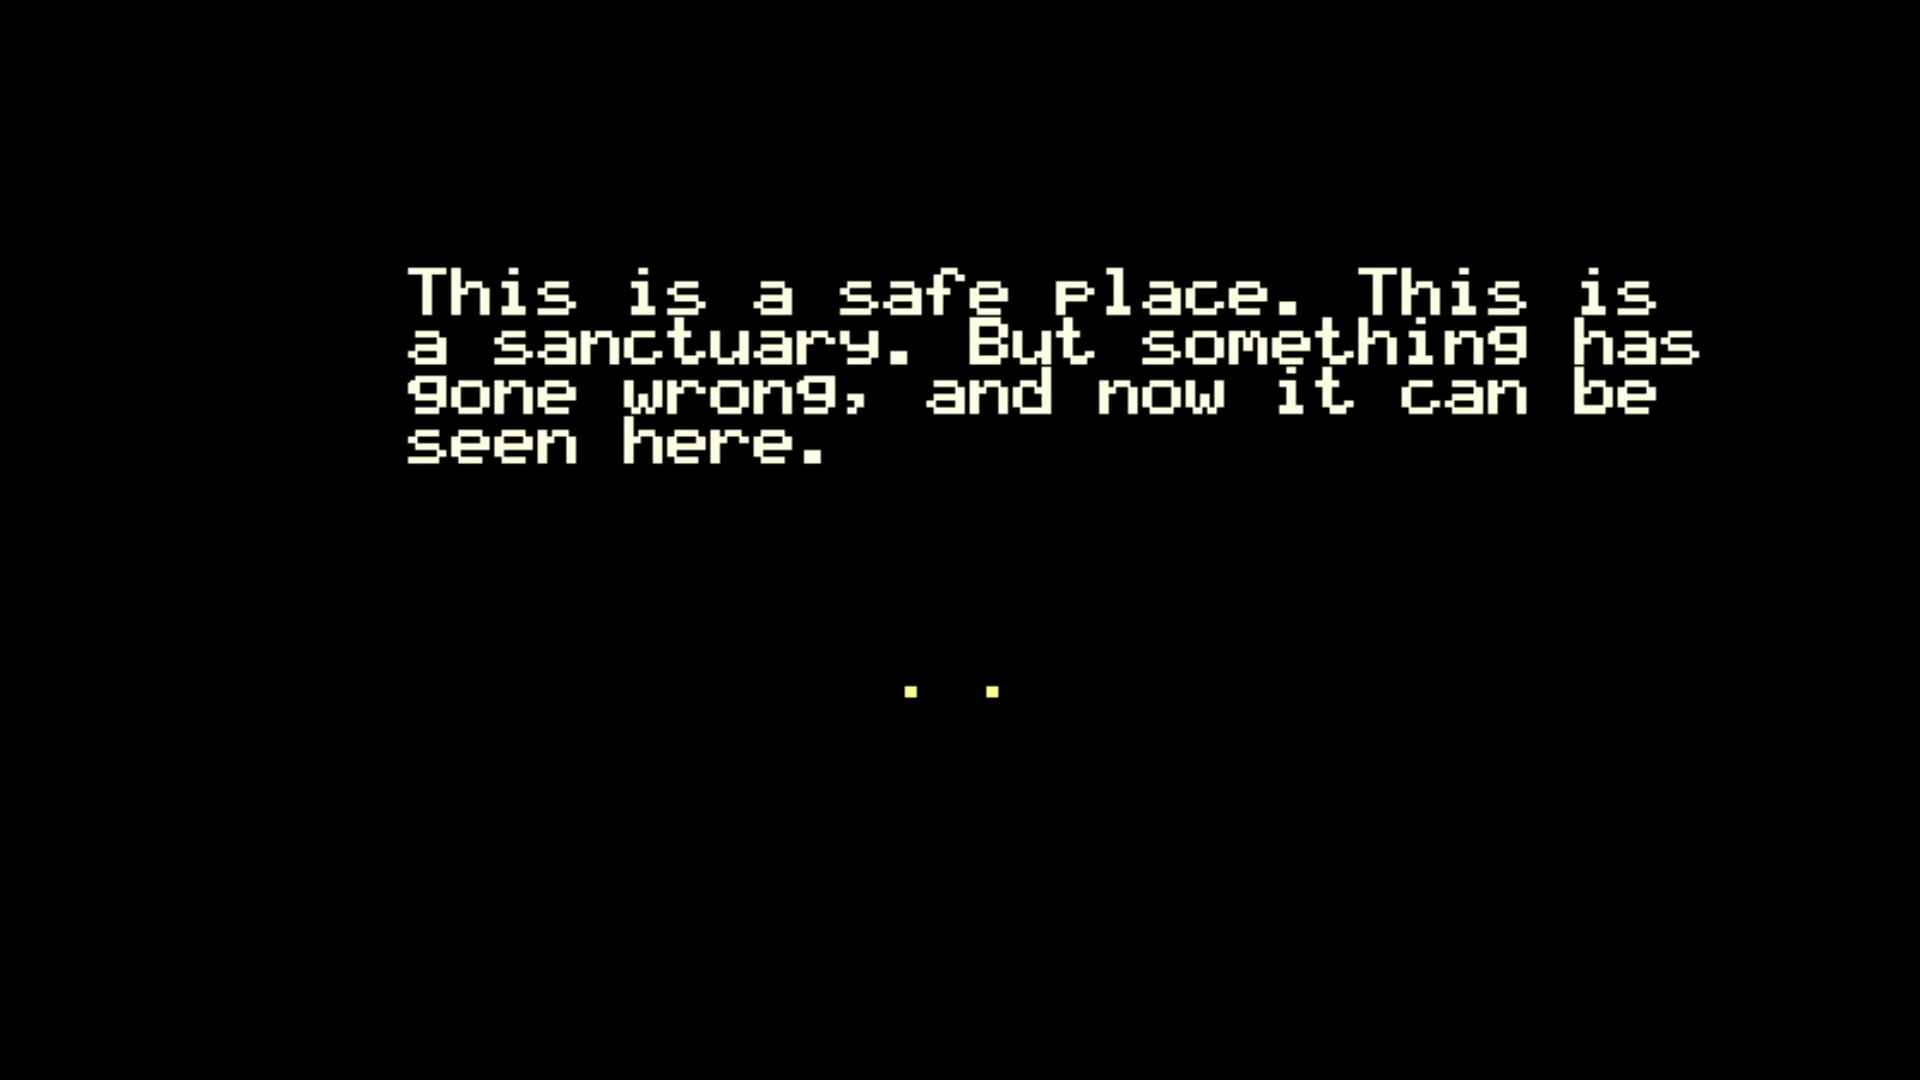 This is a safe place. This is
a sanctuary. But something has
gone wrong, and now it can be
seen here.